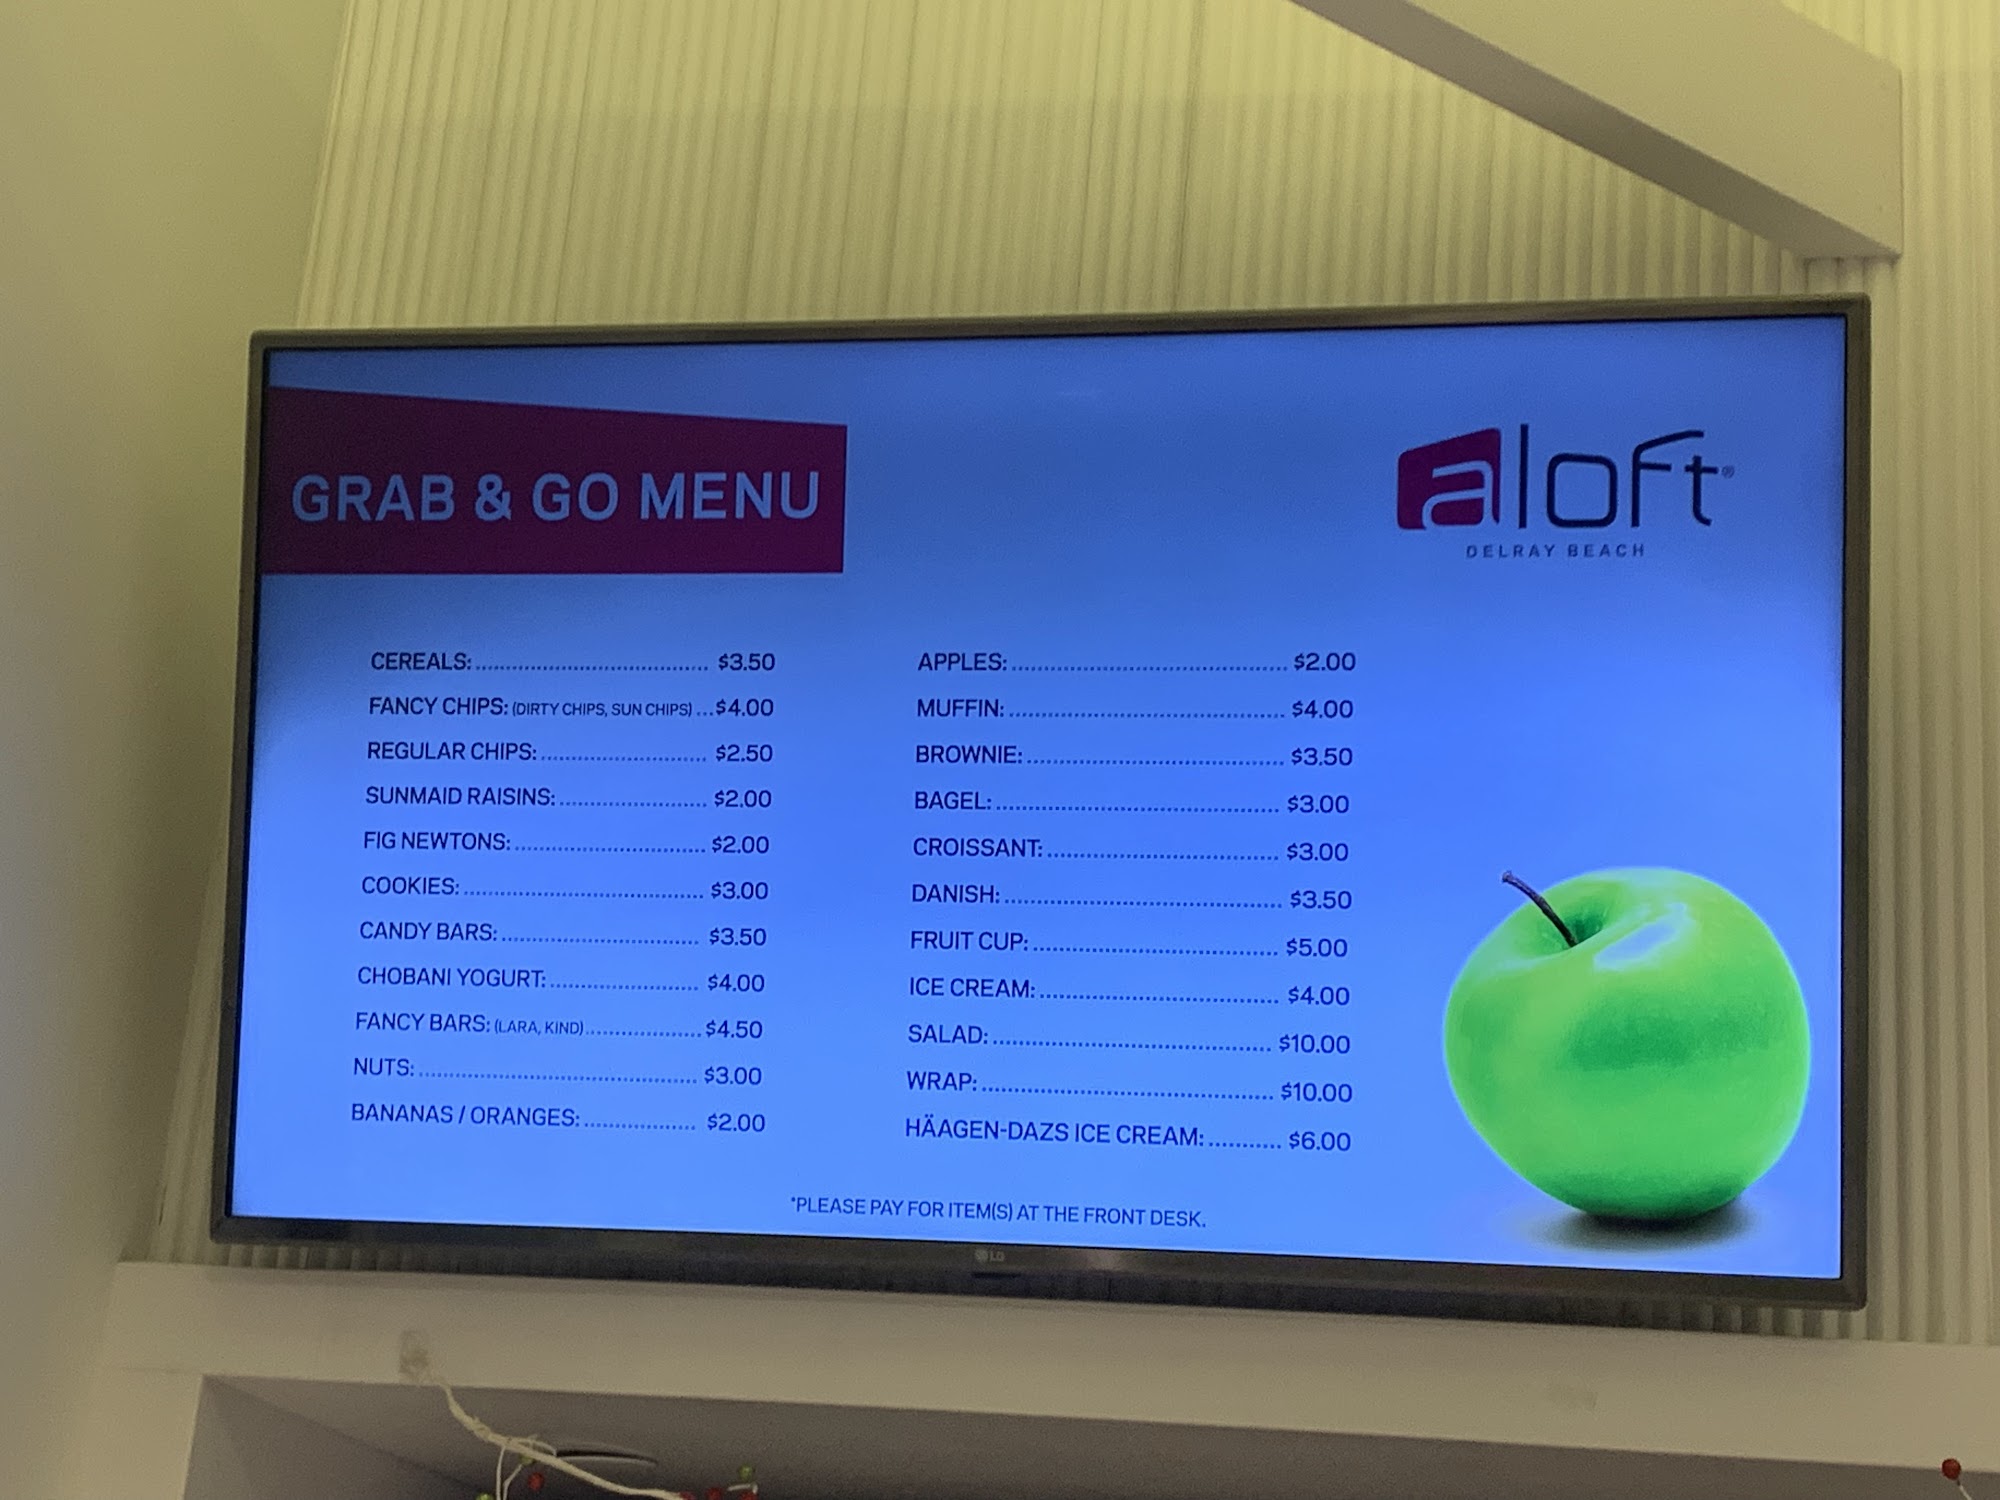 GRAB & GO MENU
aloft®
DELRAY BEACH
CEREALS: $3.50
FANCY CHIPS: (DIRTY CHIPS, SUN CHIPS) ...$4.00
REGULAR CHIPS: $2.50
SUNMAID RAISINS: $2.00
FIG NEWTONS: $2.00
COOKIES: $3.00
CANDY BARS: $3.50
CHOBANI YOGURT: $4.00
FANCY BARS: (LARA, KIND) $4.50
NUTS: $3.00
BANANAS / ORANGES: $2.00
APPLES: $2.00
MUFFIN: $4.00
BROWNIE: $3.50
BAGEL: $3.00
CROISSANT: $3.00
DANISH: $3.50
FRUIT CUP: $5.00
ICE CREAM: $4.00
SALAD: $10.00
WRAP: $10.00
HÄAGEN-DAZS ICE CREAM: $6.00
*PLEASE PAY FOR ITEM(S) AT THE FRONT DESK.
LG